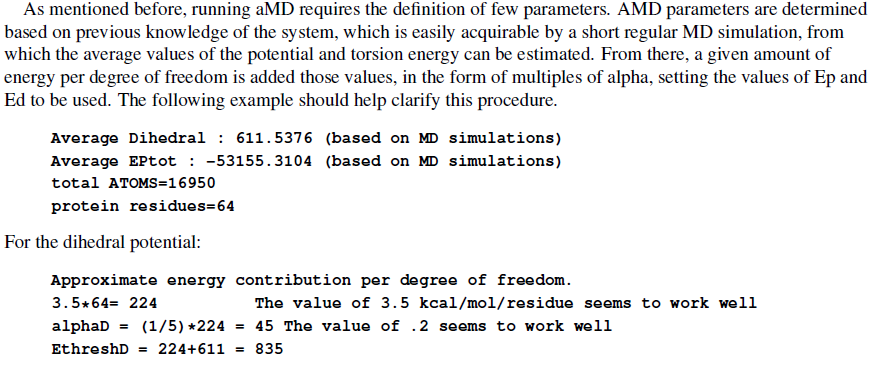 As mentioned before, running aMD requires the definition of few parameters. AMD parameters are determined
based on previous knowledge of the system, which is easily acquirable by a short regular MD simulation, from
which the average values of the potential and torsion energy can be estimated. From there, a given amount of
energy per degree of freedom is added those values, in the form of multiples of alpha, setting the values of Ep and
Ed to be used. The following example should help clarify this procedure.
Average Dihedral : 611.5376 (based on MD simulations)
Average EPtot : -53155.3104 (based on MD simulations)
total ATOMS=16950
protein residues=64
For the dihedral potential:
Approximate energy contribution per degree of freedom.
3.5*64= 224 The value of 3.5 kcal/mol/residue seems to work well
alphaD = (1/5)*224 = 45 The value of .2 seems to work well
EthreshD = 224+611 = 835